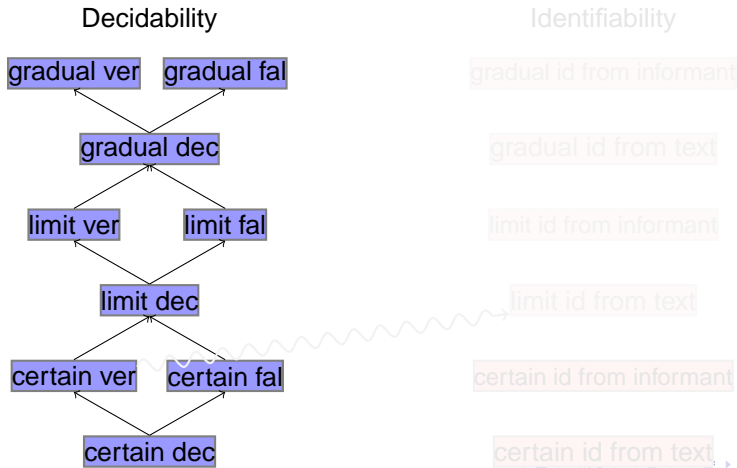 Decidability Identifiability
gradual ver gradual fal gradual id from informant
gradual dec gradual id from text
limit ver limit fal limit id from informant
limit dec limit id from text
certain ver certain fal certain id from informant
certain dec certain id from text